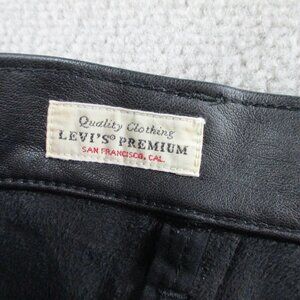 Quality Clothing
LEVI'S® PREMIUM
SAN FRANCISCO, CAL.